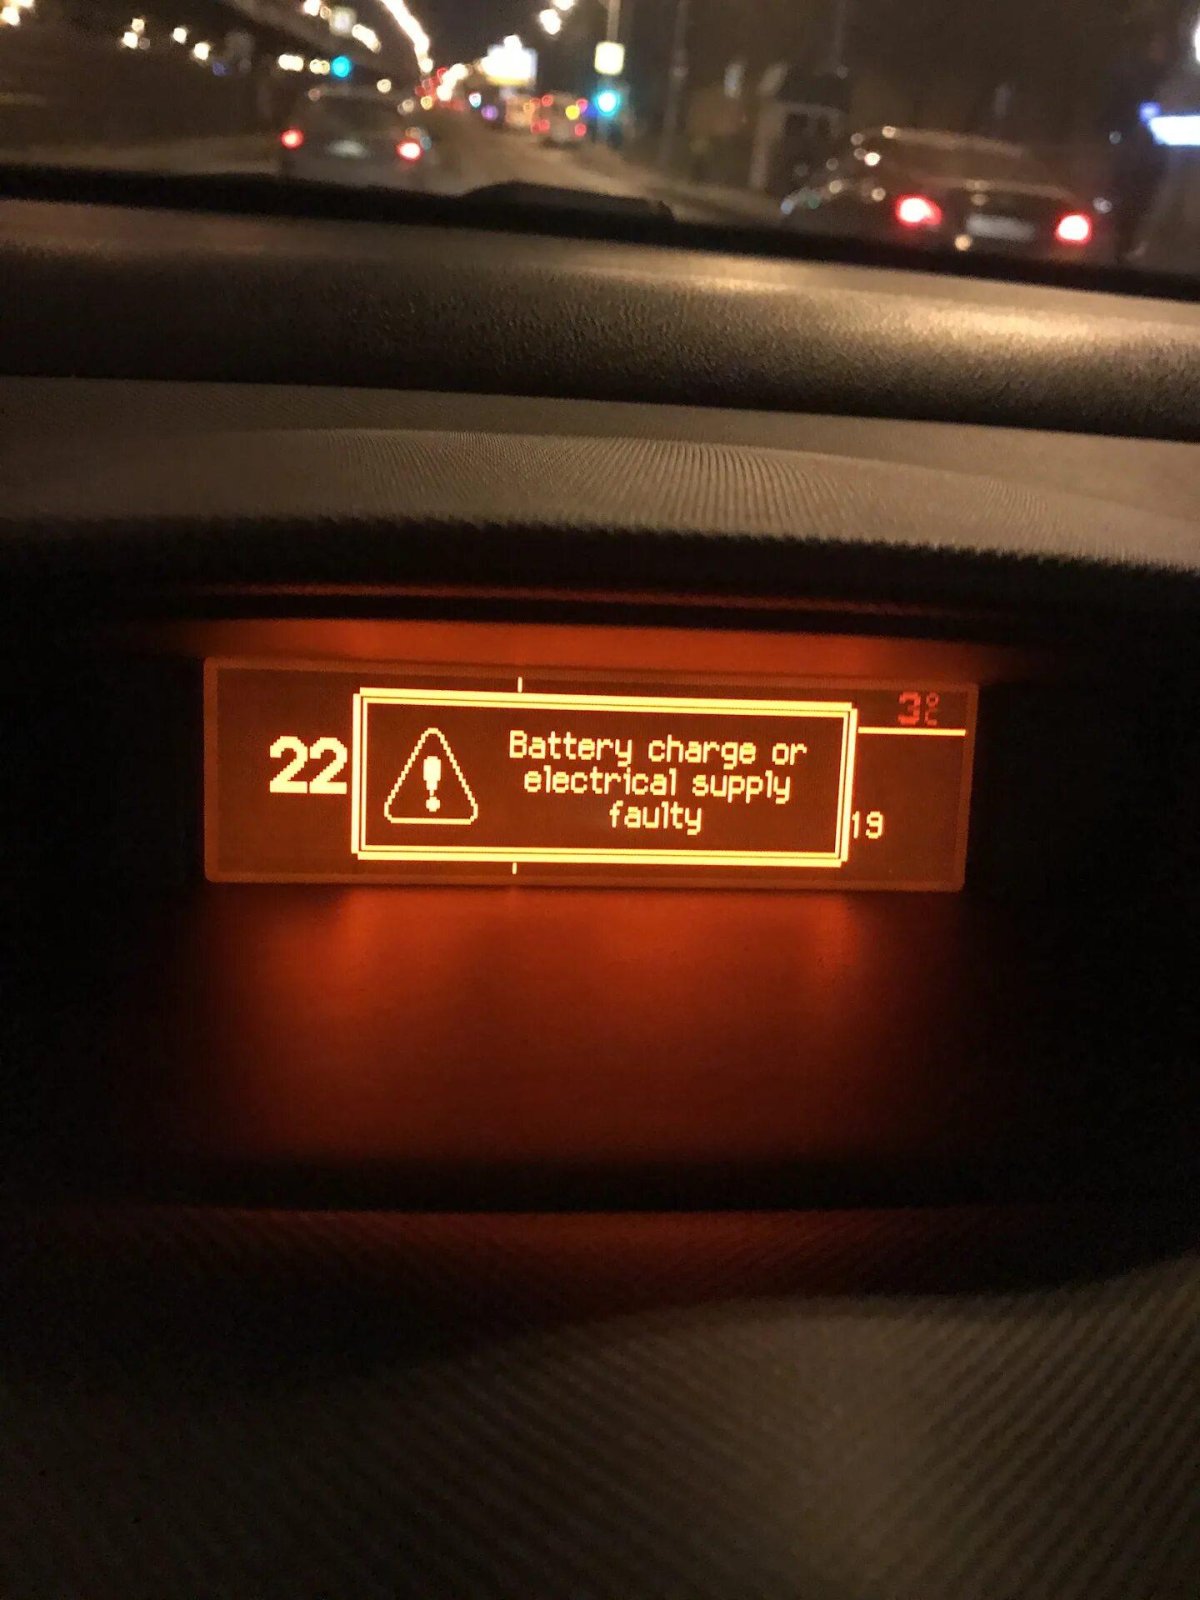 22
Battery charge or
electrical supply
faulty
3°C
19